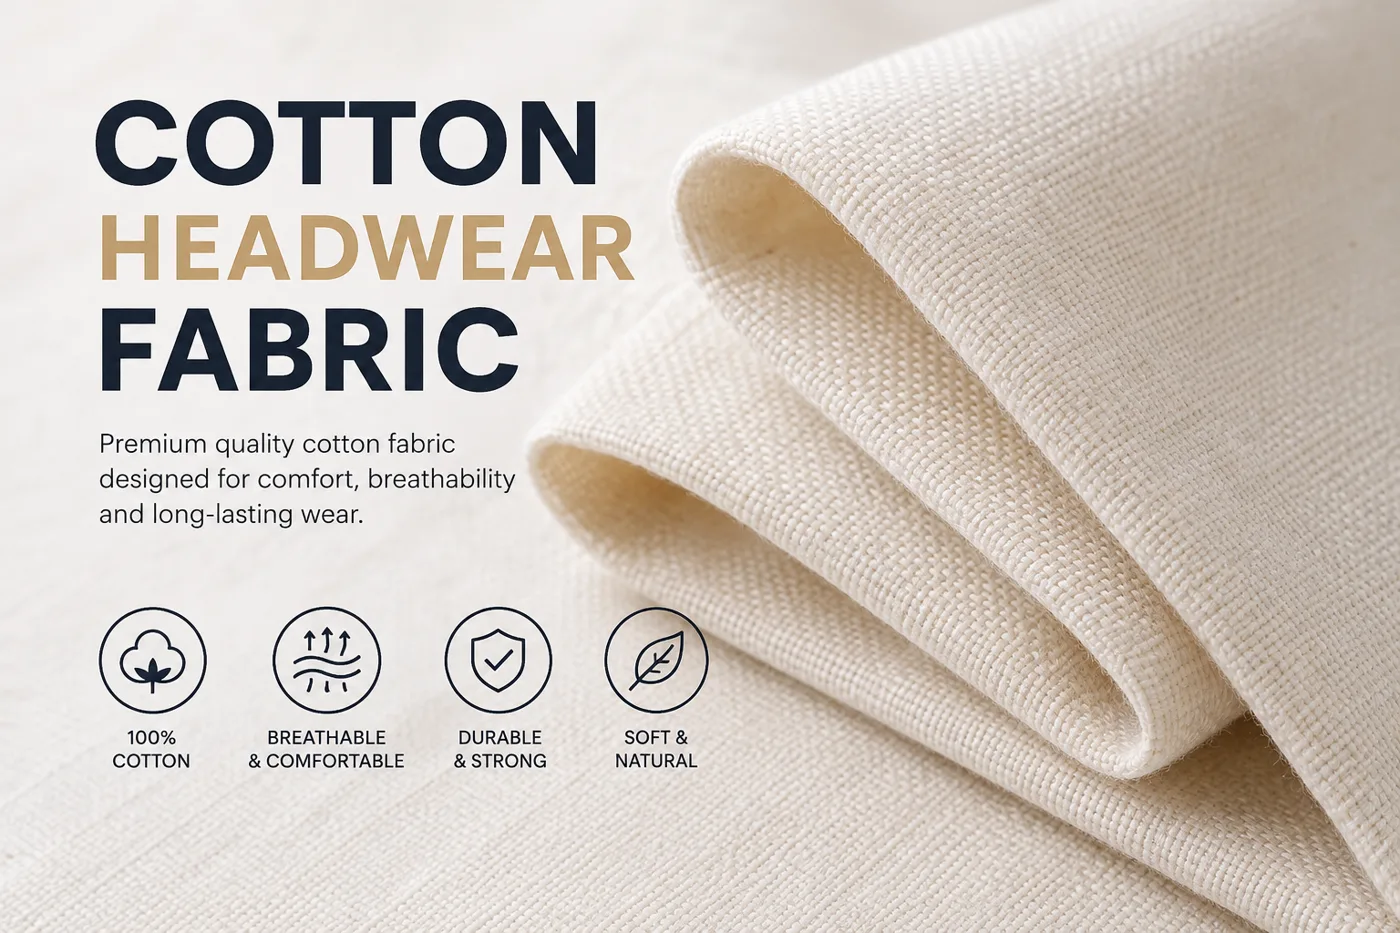 COTTON
HEADWEAR
FABRIC
Premium quality cotton fabric
designed for comfort, breathability
and long-lasting wear.
100%
COTTON
BREATHABLE
& COMFORTABLE
DURABLE
& STRONG
SOFT &
NATURAL